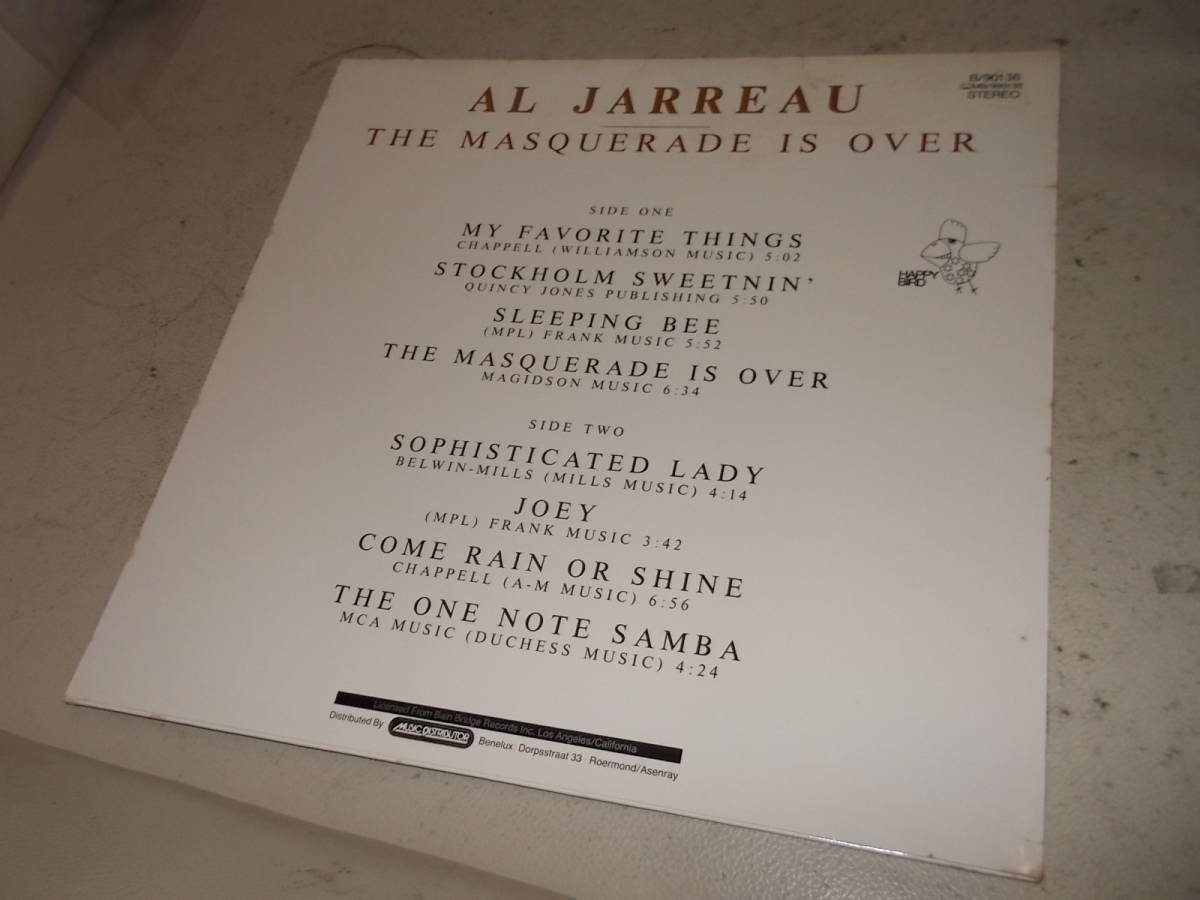 AL JARREAU
THE MASQUERADE IS OVER
B/90136
STEREO
SIDE ONE
MY FAVORITE THINGS
CHAPPELL (WILLIAMSON MUSIC) 5:02
STOCKHOLM SWEETNIN'
QUINCY JONES PUBLISHING 5:50
SLEEPING BEE
(MPL) FRANK MUSIC 5:52
THE MASQUERADE IS OVER
MAGIDSON MUSIC 6:34
HAPPY
BIRD
SIDE TWO
SOPHISTICATED LADY
BELWIN-MILLS (MILLS MUSIC) 4:14
JOEY
(MPL) FRANK MUSIC 3:42
COME RAIN OR SHINE
CHAPPELL (A-M MUSIC) 6:56
THE ONE NOTE SAMBA
MCA MUSIC (DUCHESS MUSIC) 4:24
Licensed From Bain Bridge Records Inc. Los Angeles/California
Distributed By MUSIC DISTRIBUTOR Benelux: Dorpsstraat 33 · Roermond/Asenray